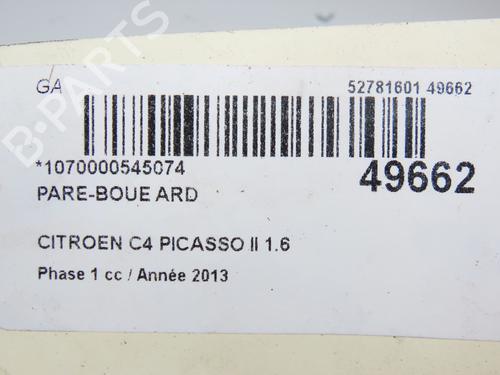 B-PARTS
GA
52781601 49662
*1070000545074
49662
PARE-BOUE ARD
CITROEN C4 PICASSO II 1.6
Phase 1 cc / Année 2013